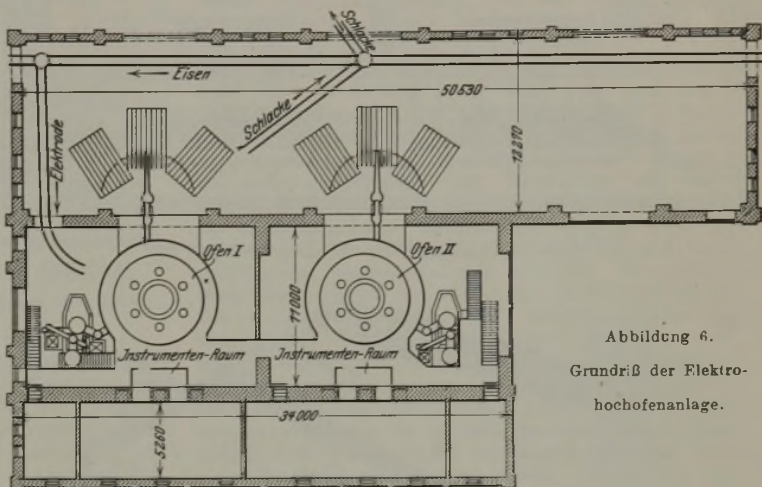 Schlacke
Eisen
50530
Schlacke
Elektrode
12270
Ofen I
Ofen II
11000
Instrumenten-Raum
Instrumenten-Raum
34000
5260
Abbildung 6.
Grundriß der Elektro-
hochofenanlage.